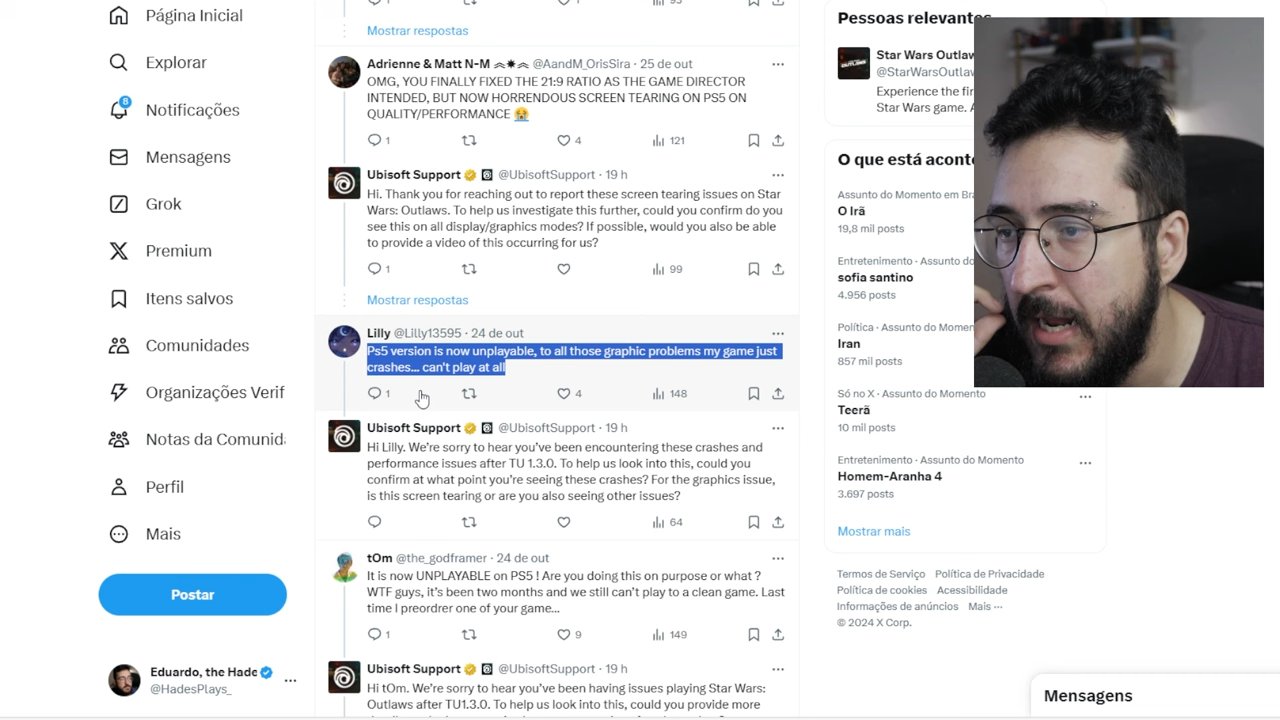 Página Inicial
Explorar
8
Notificações
Mensagens
Grok
Premium
Itens salvos
Comunidades
Organizações Verif
Notas da Comunid
Perfil
Mais
Postar
Eduardo, the Hade
@HadesPlays_
1
1
93
Mostrar respostas
Adrienne & Matt N-M @AandM_OrisSira · 25 de out
OMG, YOU FINALLY FIXED THE 21:9 RATIO AS THE GAME DIRECTOR
INTENDED, BUT NOW HORRENDOUS SCREEN TEARING ON PS5 ON
QUALITY/PERFORMANCE 😭
1 4 121
Ubisoft Support @UbisoftSupport · 19 h
Hi. Thank you for reaching out to report these screen tearing issues on Star
Wars: Outlaws. To help us investigate this further, could you confirm do you
see this on all display/graphics modes? If possible, would you also be able
to provide a video of this occurring for us?
1 99
Mostrar respostas
Lilly @Lilly13595 · 24 de out
Ps5 version is now unplayable, to all those graphic problems my game just
crashes... can't play at all
1 4 148
Ubisoft Support @UbisoftSupport · 19 h
Hi Lilly. We're sorry to hear you've been encountering these crashes and
performance issues after TU 1.3.0. To help us look into this, could you
confirm at what point you're seeing these crashes? For the graphics issue,
is this screen tearing or are you also seeing other issues?
64
tOm @the_godframer · 24 de out
It is now UNPLAYABLE on PS5 ! Are you doing this on purpose or what ?
WTF guys, it's been two months and we still can't play to a clean game. Last
time I preordrer one of your game...
1 9 149
Ubisoft Support @UbisoftSupport · 19 h
Hi tOm. We're sorry to hear you've been having issues playing Star Wars:
Outlaws after TU1.3.0. To help us look into this, could you provide more
Pessoas relevantes
Star Wars Outlaw
@StarWarsOutlaw
Experience the fir
Star Wars game. A
O que está aconte
Assunto do Momento em Bra
O Irã
19,8 mil posts
Entretenimento · Assunto do
sofia santino
4.956 posts
Política · Assunto do Momen
Iran
857 mil posts
Só no X · Assunto do Momento
Teerã
10 mil posts
Entretenimento · Assunto do Momento
Homem-Aranha 4
3.697 posts
Mostrar mais
Termos de Serviço Política de Privacidade
Política de cookies Acessibilidade
Informações de anúncios Mais ···
© 2024 X Corp.
Mensagens